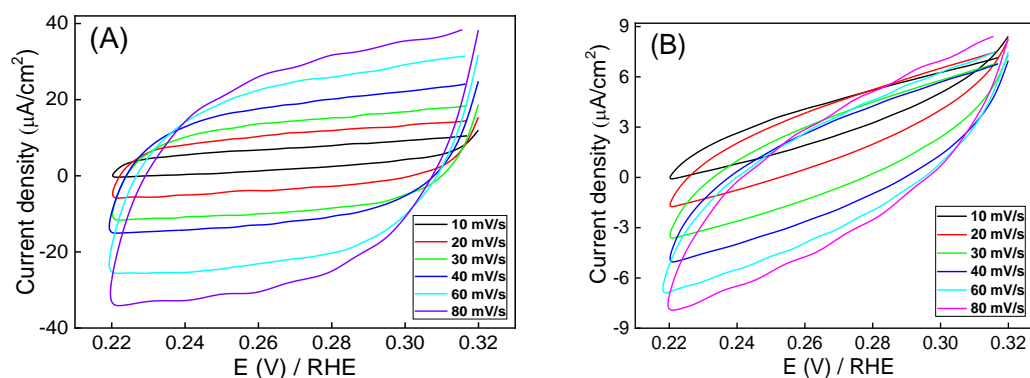 (A)
Current density (μA/cm²)
40
20
0
-20
-40
0.22 0.24 0.26 0.28 0.30 0.32
E (V) / RHE
10 mV/s
20 mV/s
30 mV/s
40 mV/s
60 mV/s
80 mV/s
(B)
Current density (μA/cm²)
9
6
3
0
-3
-6
-9
0.22 0.24 0.26 0.28 0.30 0.32
E (V) / RHE
10 mV/s
20 mV/s
30 mV/s
40 mV/s
60 mV/s
80 mV/s